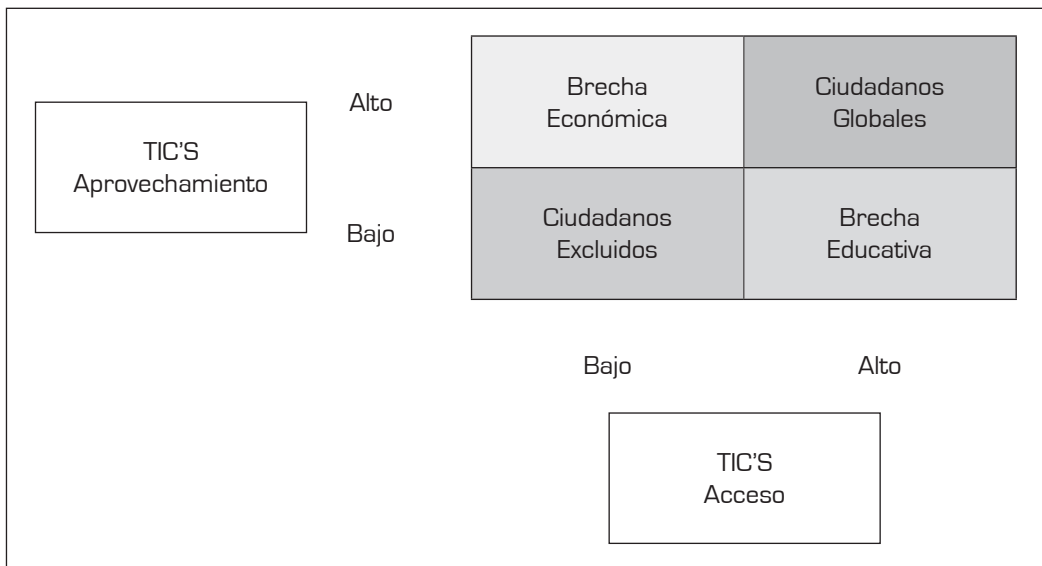 Alto
Brecha
Económica
Ciudadanos
Globales
TIC'S
Aprovechamiento
Bajo
Ciudadanos
Excluidos
Brecha
Educativa
Bajo
Alto
TIC'S
Acceso